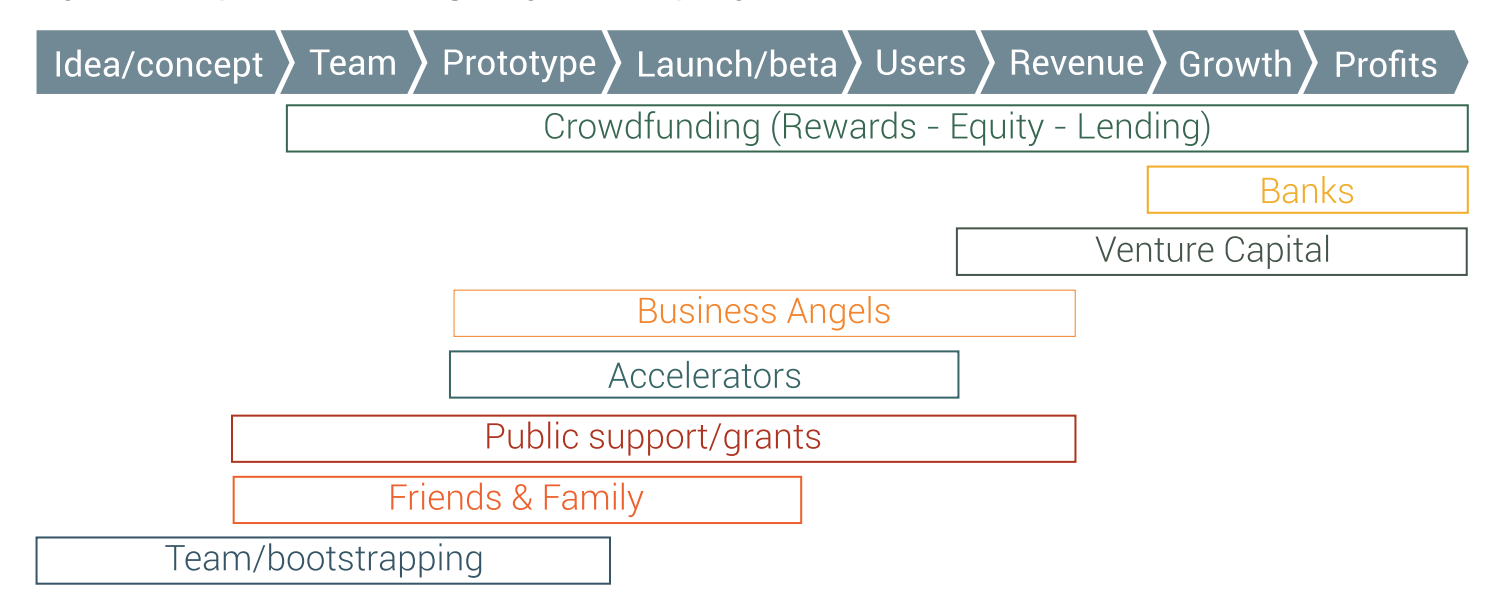 Idea/concept Team Prototype Launch/beta Users Revenue Growth Profits
Crowdfunding (Rewards - Equity - Lending)
Banks
Venture Capital
Business Angels
Accelerators
Public support/grants
Friends & Family
Team/bootstrapping